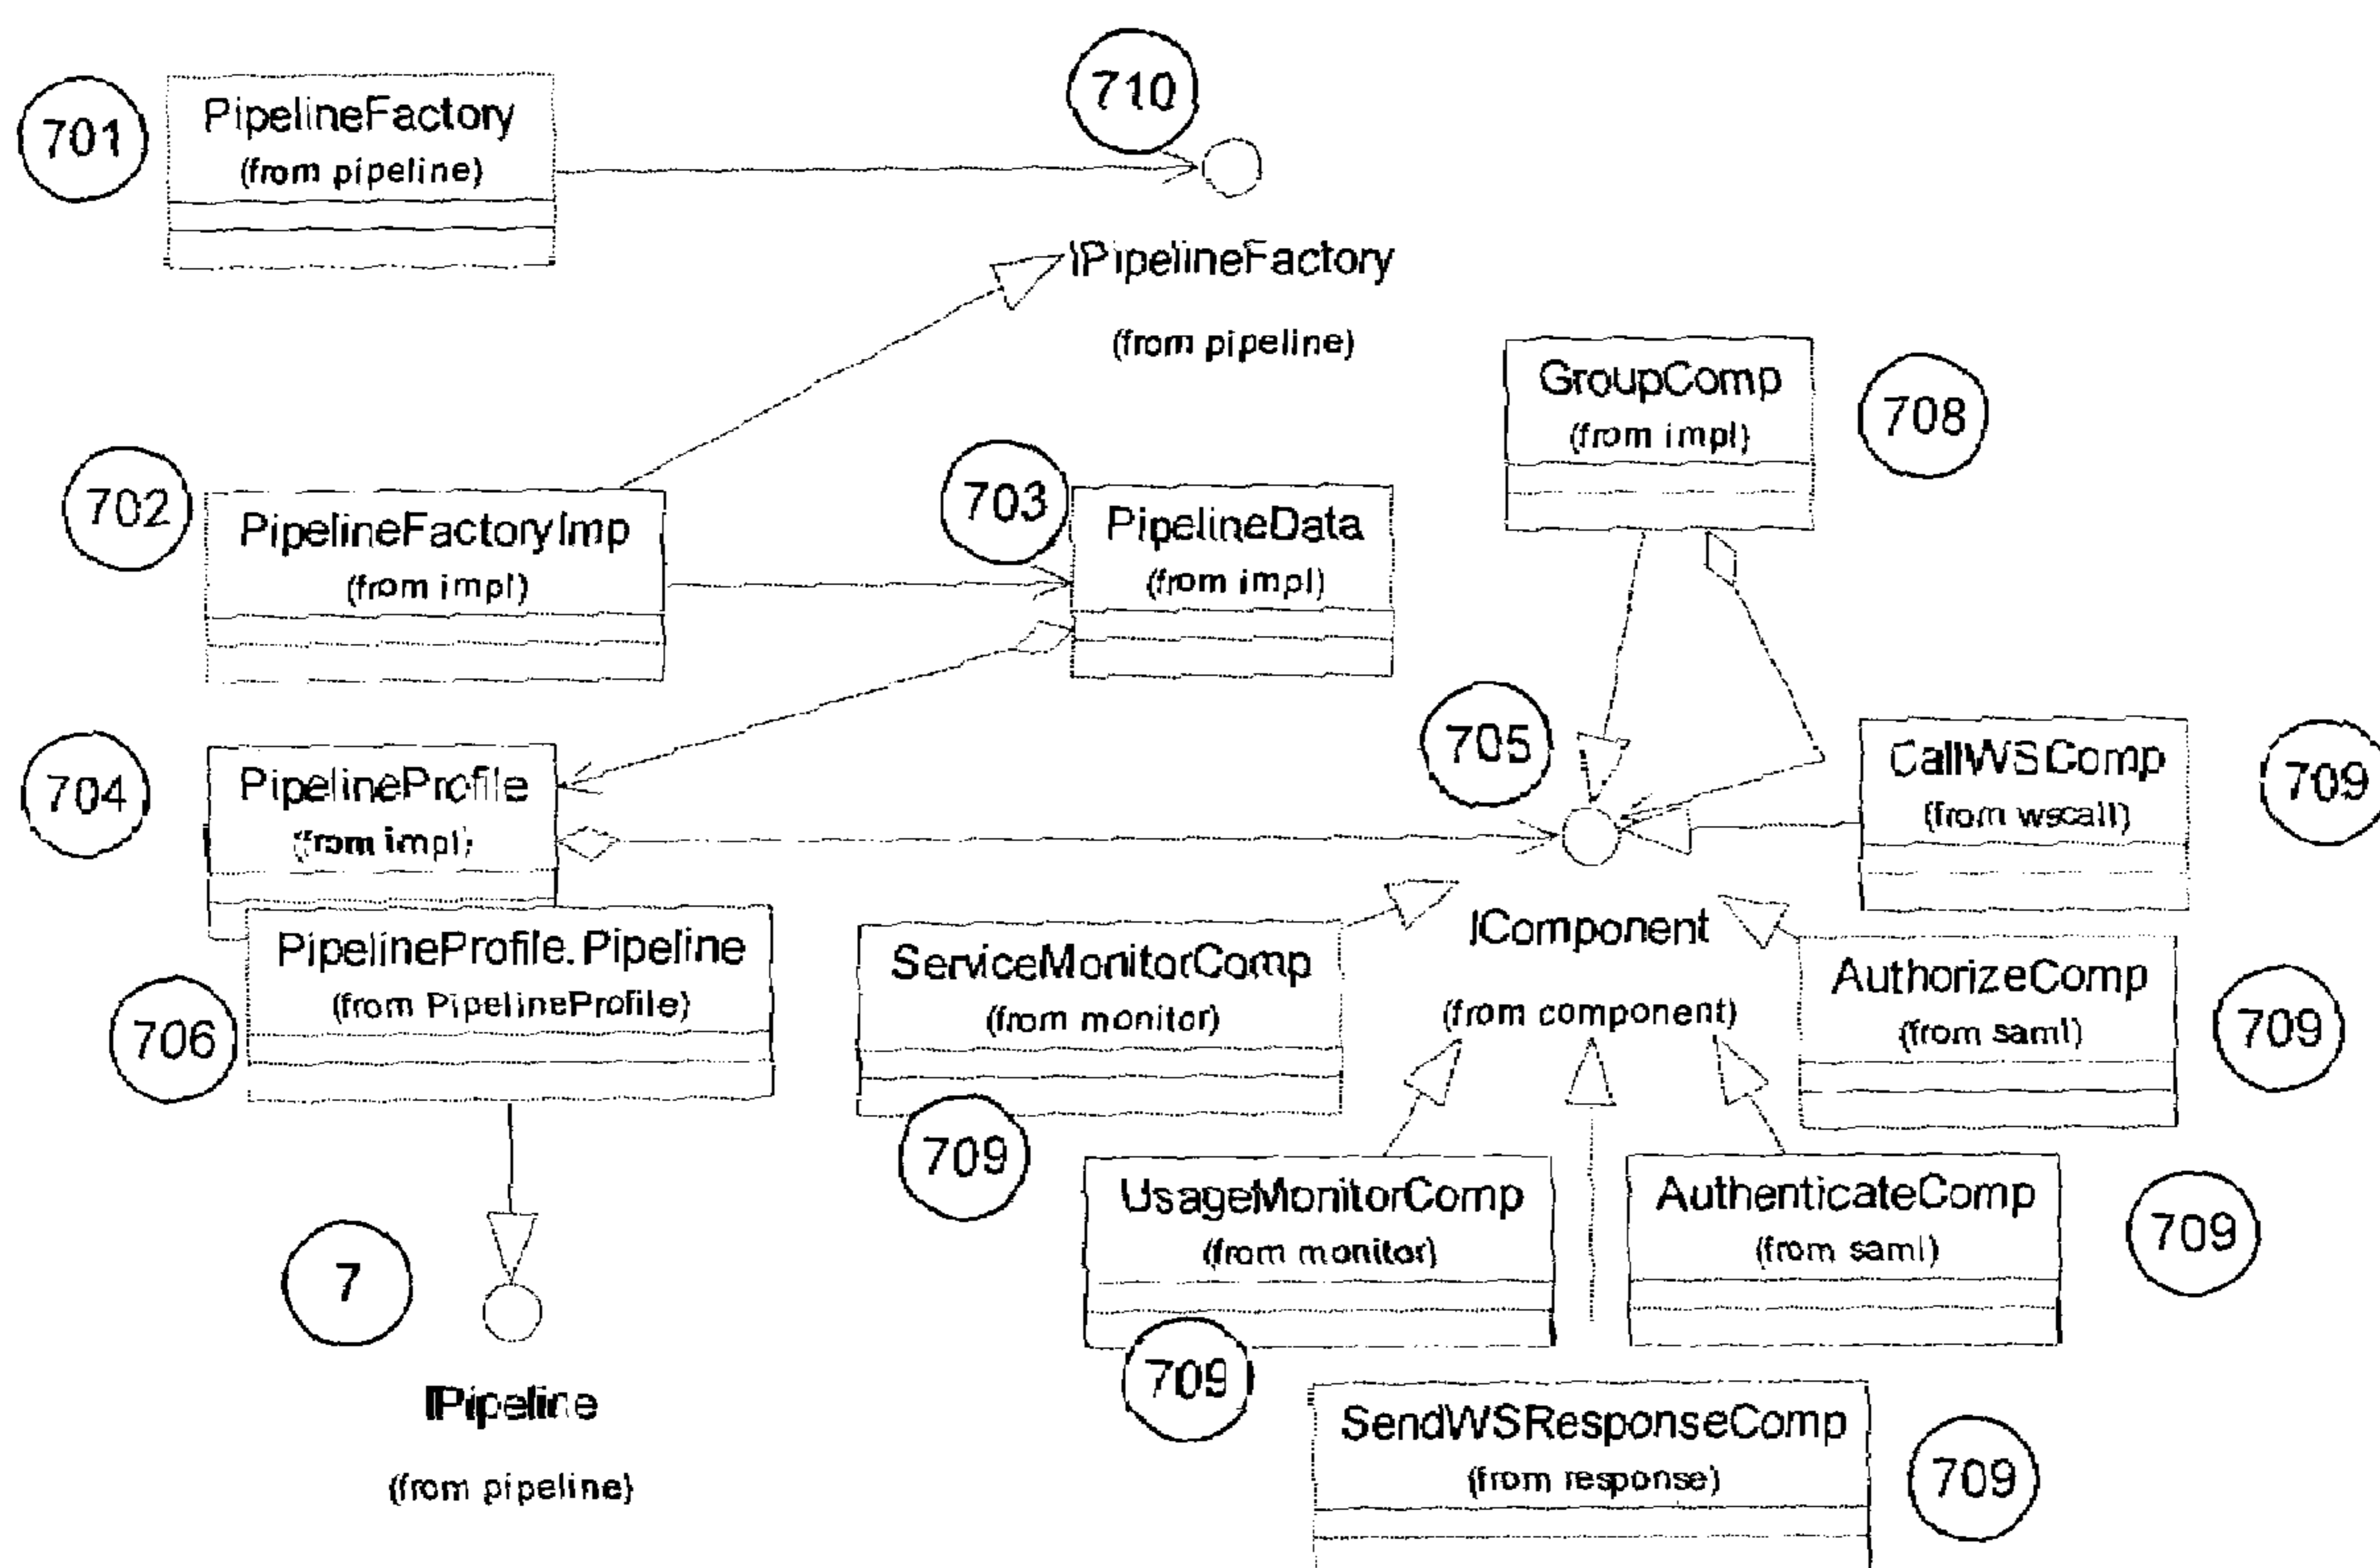 701
PipelineFactory
(from pipeline)
710
IPipelineFactory
(from pipeline)
GroupComp
(from impl)
708
702
PipelineFactoryImp
(from impl)
703
PipelineData
(from impl)
704
PipelineProfile
(from impl)
705
CallWSComp
(from wscall)
709
706
PipelineProfile.Pipeline
(from PipelineProfile)
ServiceMonitorComp
(from monitor)
709
IComponent
(from component)
AuthorizeComp
(from saml)
709
UsageMonitorComp
(from monitor)
709
AuthenticateComp
(from saml)
709
7
IPipeline
(from pipeline)
SendWSResponseComp
(from response)
709